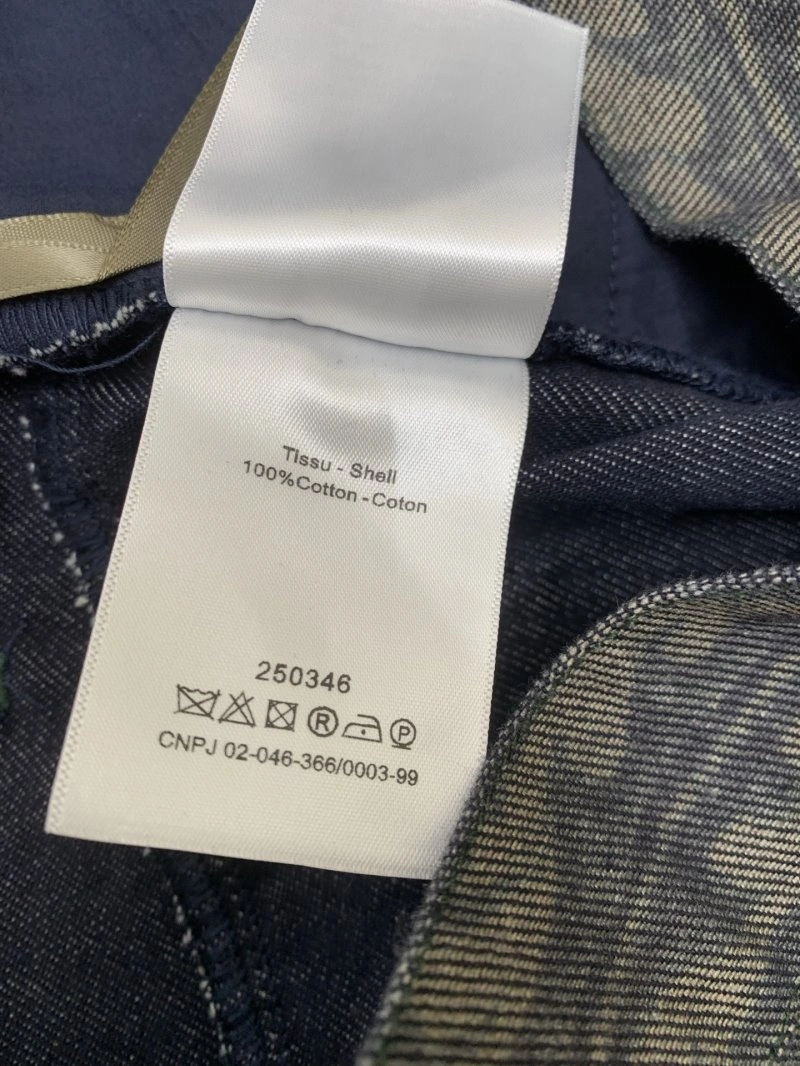 Tissu - Shell
100%Cotton - Coton
250346
R P
CNPJ 02-046-366/0003-99